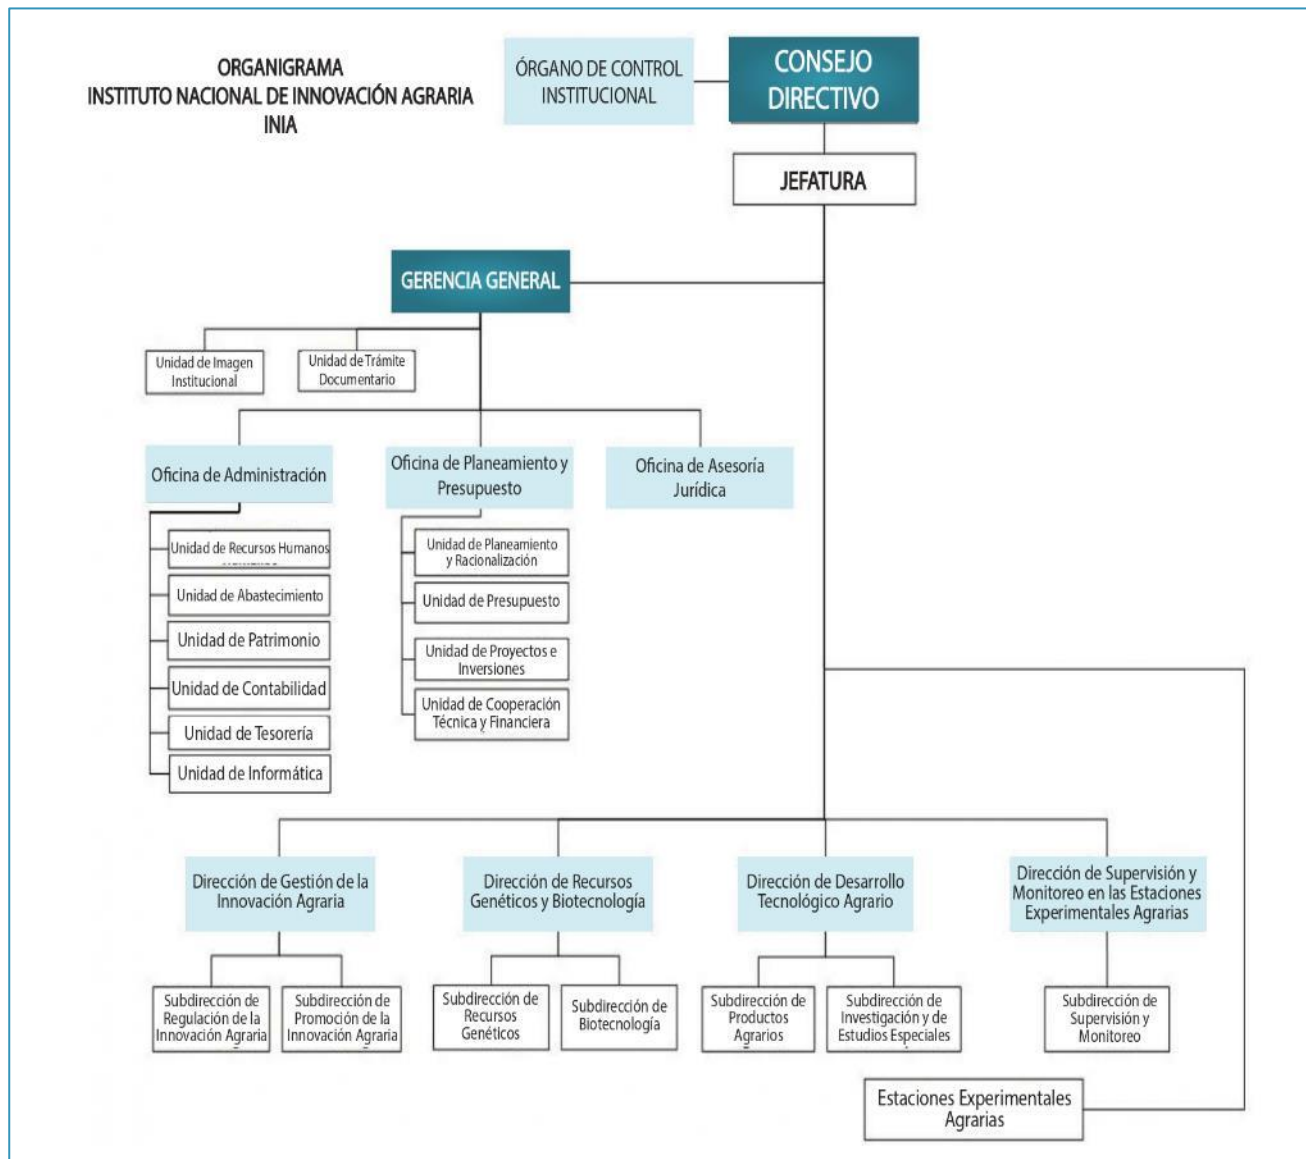 ORGANIGRAMA
INSTITUTO NACIONAL DE INNOVACIÓN AGRARIA
INIA
ÓRGANO DE CONTROL
INSTITUCIONAL
CONSEJO
DIRECTIVO
JEFATURA
GERENCIA GENERAL
Unidad de Imagen
Institucional
Unidad de Trámite
Documentario
Oficina de Administración
Oficina de Planeamiento y
Presupuesto
Oficina de Asesoría
Jurídica
Unidad de Recursos Humanos
Unidad de Abastecimiento
Unidad de Patrimonio
Unidad de Contabilidad
Unidad de Tesorería
Unidad de Informática
Unidad de Planeamiento
y Racionalización
Unidad de Presupuesto
Unidad de Proyectos e
Inversiones
Unidad de Cooperación
Técnica y Financiera
Dirección de Gestión de la
Innovación Agraria
Dirección de Recursos
Genéticos y Biotecnología
Dirección de Desarrollo
Tecnológico Agrario
Dirección de Supervisión y
Monitoreo en las Estaciones
Experimentales Agrarias
Subdirección de
Regulación de la
Innovación Agraria
Subdirección de
Promoción de la
Innovación Agraria
Subdirección de
Recursos
Genéticos
Subdirección de
Biotecnología
Subdirección de
Productos
Agrarios
Subdirección de
Investigación y de
Estudios Especiales
Subdirección de
Supervisión y
Monitoreo
Estaciones Experimentales
Agrarias